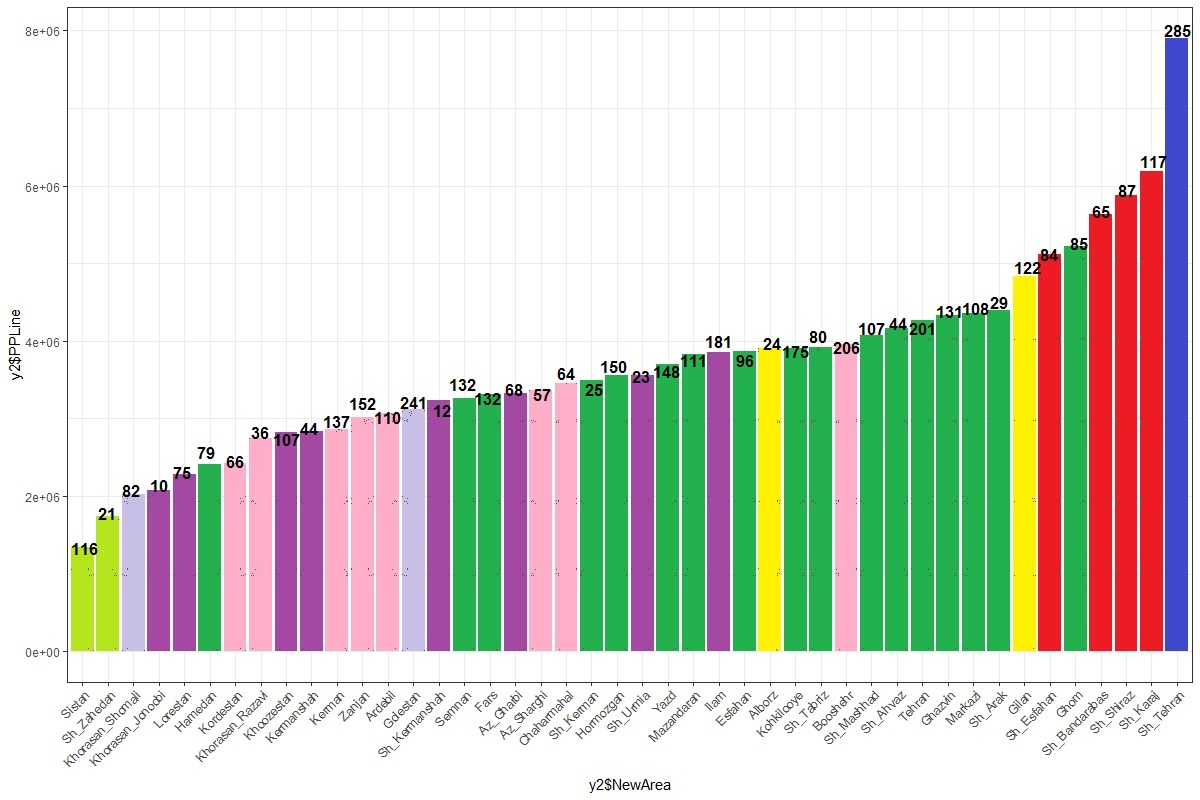 8e+06
6e+06
4e+06
2e+06
0e+00
y2$PPLine
116
21
82
10
75
79
66
36
107
44
137
152
110
241
12
132
132
68
57
64
25
150
23
148
111
181
96
24
175
80
206
107
44
201
131
108
29
122
84
85
65
87
117
285
Sistan
Sh_Zahedan
Khorasan_Shomali
Khorasan_Jonoobi
Lorestan
Hamedan
Kordestan
Khorasan_Razavi
Khoozestan
Kermanshah
Kerman
Zanjan
Ardebil
Golestan
Sh_Kermanshah
Semnan
Fars
Az_Gharbi
Az_Sharghi
Chaharmahal
Sh_Kerman
Hormozgan
Sh_Urmia
Yazd
Mazandaran
Ilam
Esfahan
Alborz
Kohkilooye
Sh_Tabriz
Booshehr
Sh_Mashhad
Sh_Ahvaz
Tehran
Ghazvin
Markazi
Sh_Arak
Gilan
Sh_Esfahan
Ghom
Sh_Bandarabas
Sh_Shiraz
Sh_Karaj
Sh_Tehran
y2$NewArea